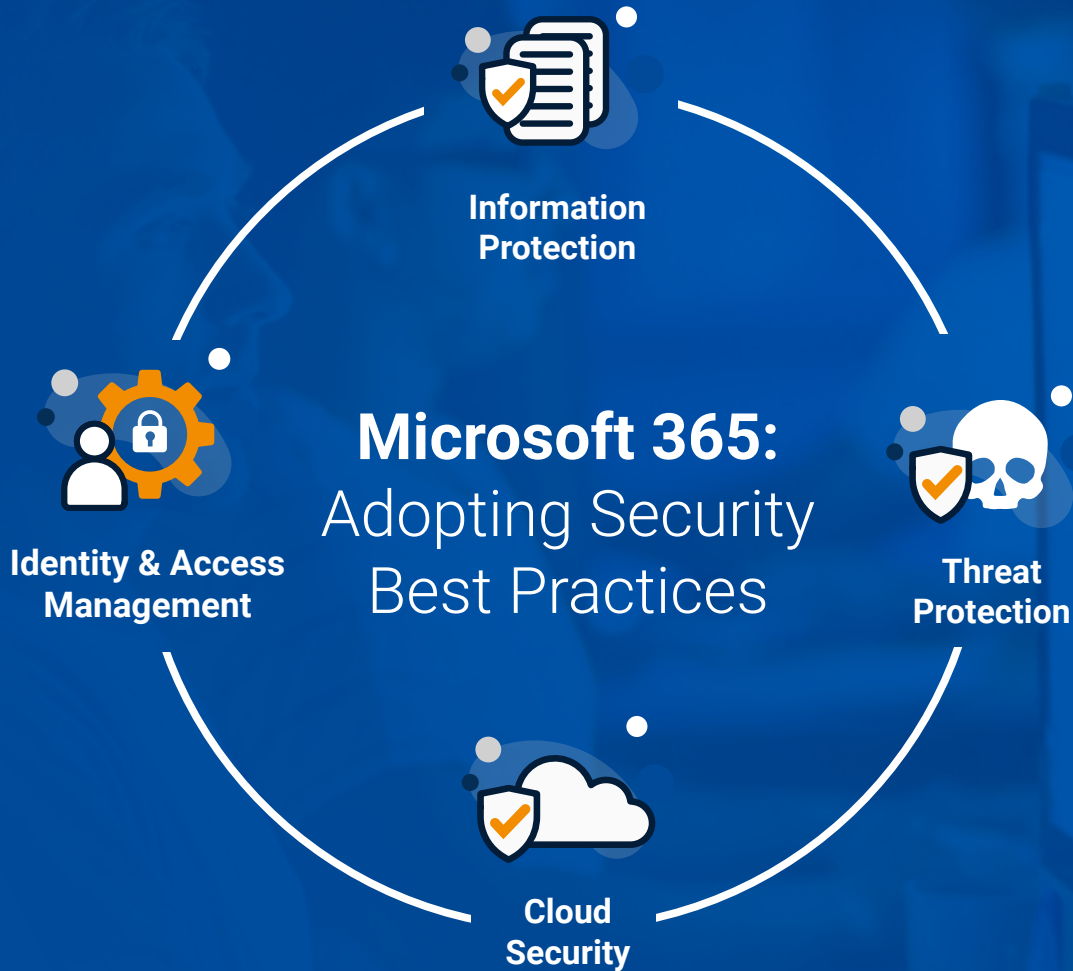 Information
Protection
Microsoft 365:
Adopting Security
Best Practices
Identity & Access
Management
Threat
Protection
Cloud
Security